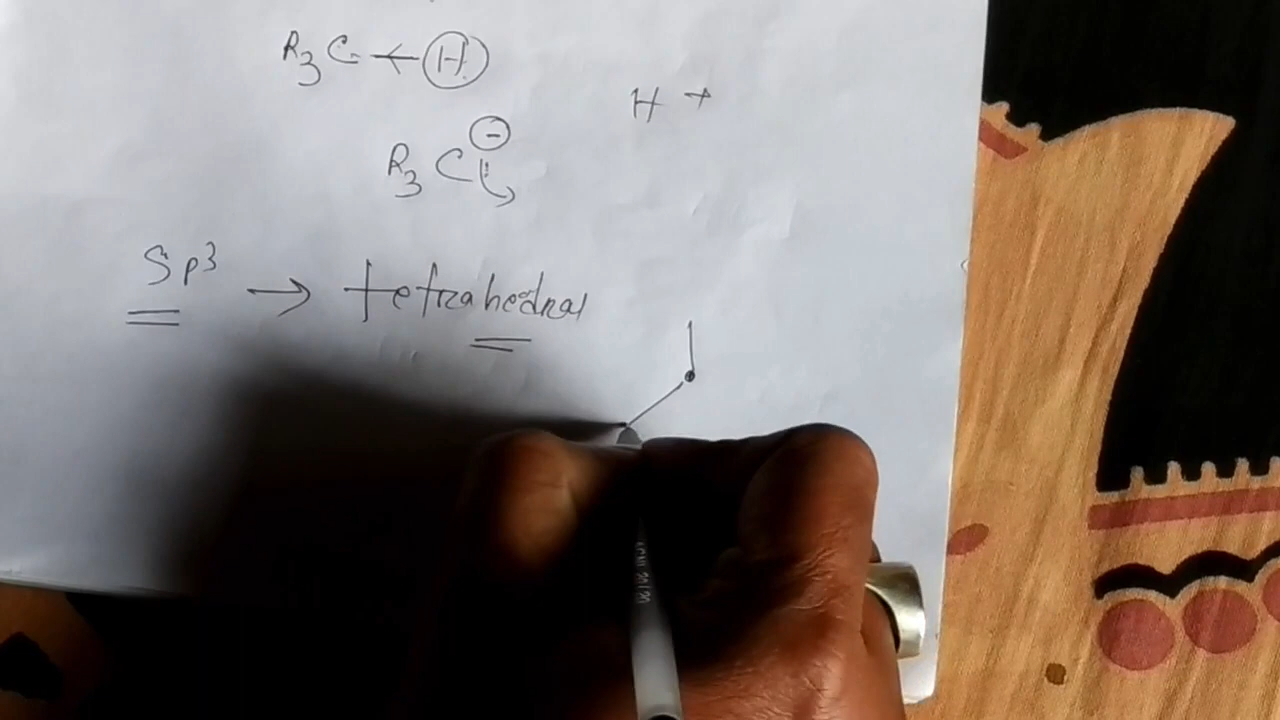 R3C ← H
H +
R3C -
Sp3 → tetrahedral